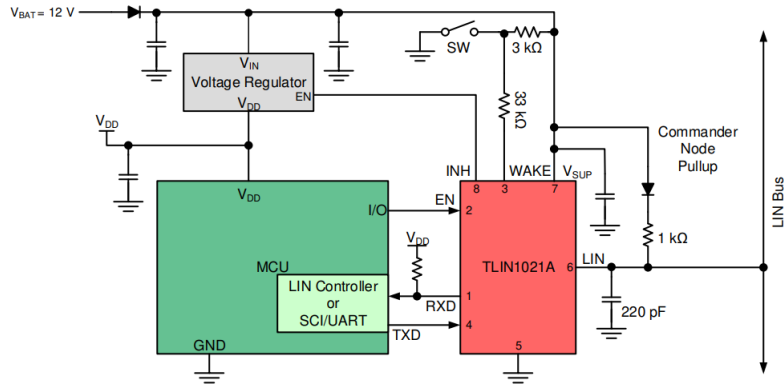 VBAT = 12 V
SW
3 kΩ
VIN
Voltage Regulator
EN
VDD
33 kΩ
VDD
Commander
Node
Pullup
INH
WAKE
VSUP
8
3
7
VDD
I/O
EN
2
LIN Bus
VDD
1 kΩ
MCU
TLIN1021A
6
LIN
LIN Controller
or
SCI/UART
1
RXD
4
TXD
220 pF
GND
5